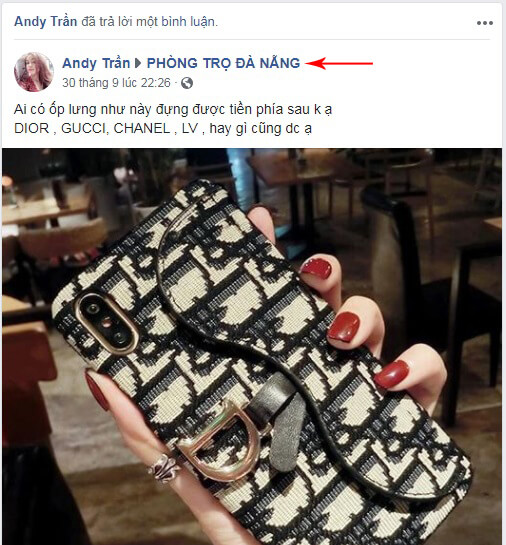 Andy Trần đã trả lời một bình luận.
Andy Trần PHÒNG TRỌ ĐÀ NẴNG
30 tháng 9 lúc 22:26 ·
Ai có ốp lưng như này đựng được tiền phía sau k ạ
DIOR , GUCCI, CHANEL , LV , hay gì cũng dc ạ